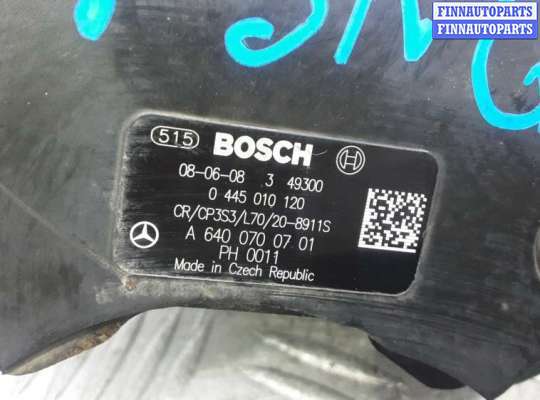 FINNAUTOPARTS
FINNAUTOPARTS
515 BOSCH
08-06-08 3 49300
0 445 010 120
CR/CP3S3/L70/20-8911S
A 640 070 07 01
PH 0011
Made in Czech Republic